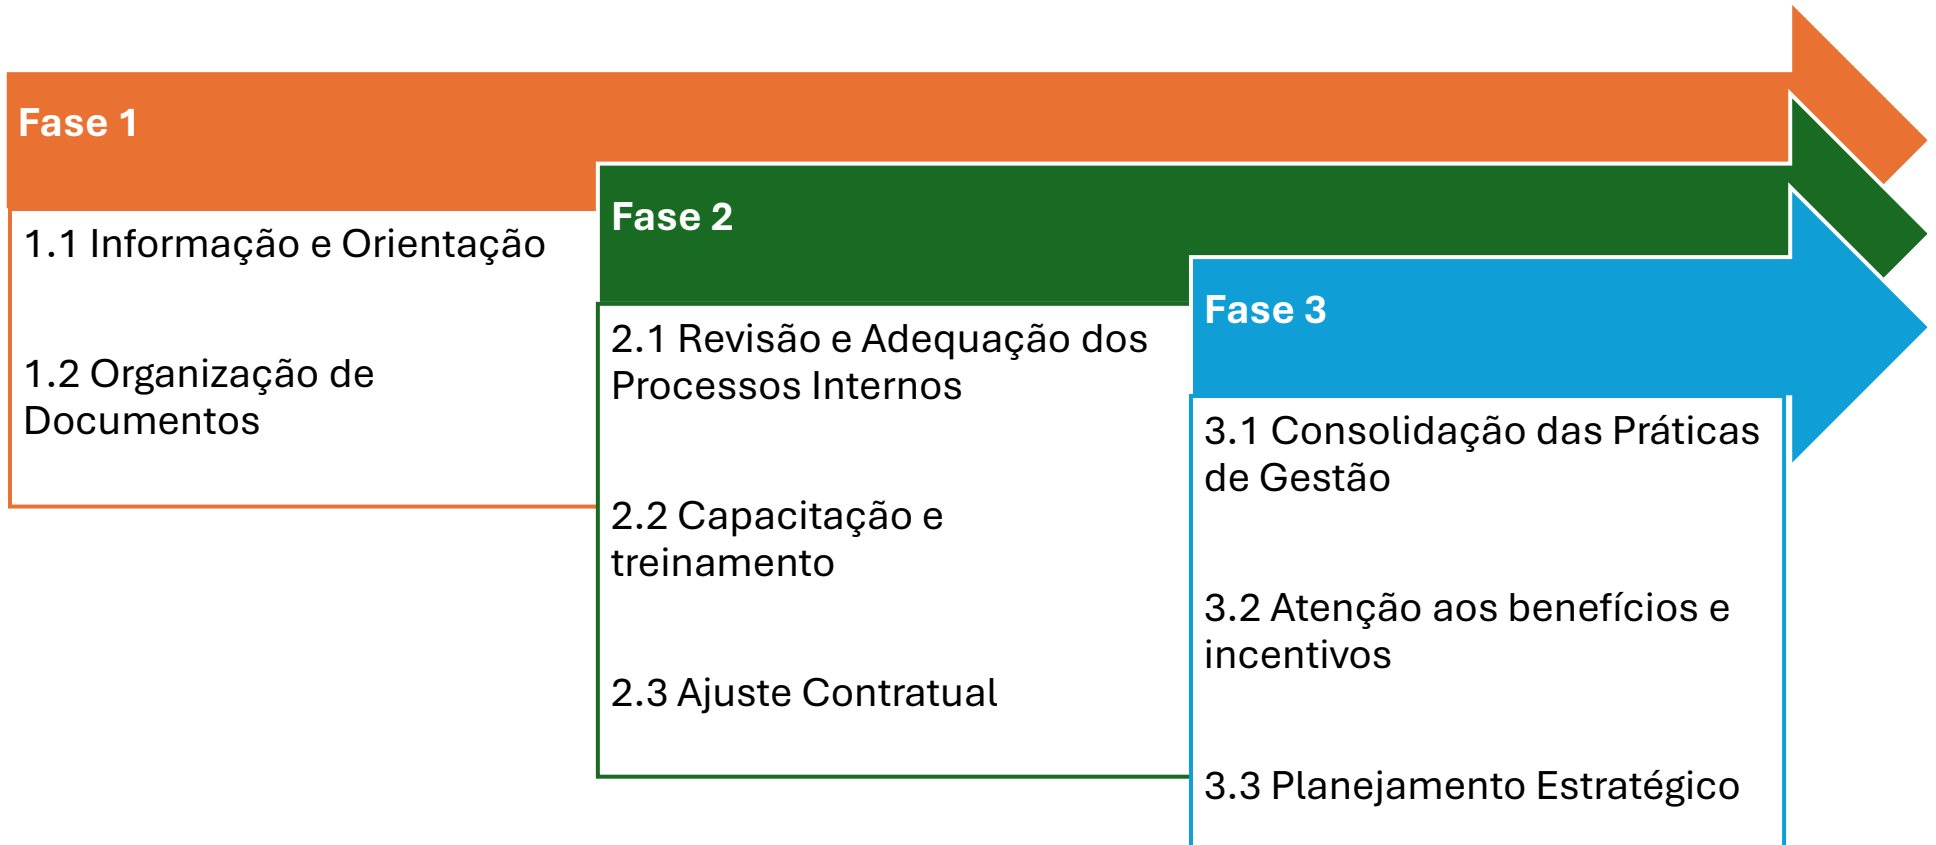 Fase 1
1.1 Informação e Orientação
1.2 Organização de
Documentos
Fase 2
2.1 Revisão e Adequação dos
Processos Internos
2.2 Capacitação e
treinamento
2.3 Ajuste Contratual
Fase 3
3.1 Consolidação das Práticas
de Gestão
3.2 Atenção aos benefícios e
incentivos
3.3 Planejamento Estratégico